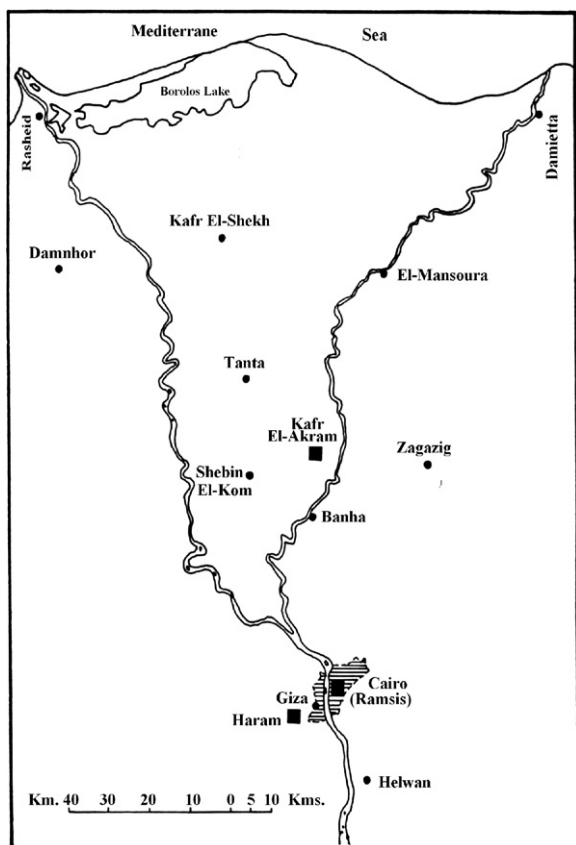 Mediterrane Sea
Borolos Lake
Rasheid
Damietta
Kafr El-Shekh
Damnhor
El-Mansoura
Tanta
Kafr
El-Akram
Zagazig
Shebin
El-Kom
Banha
Cairo
(Ramsis)
Giza
Haram
Helwan
Km. 40 30 20 10 0 5 10 Kms.